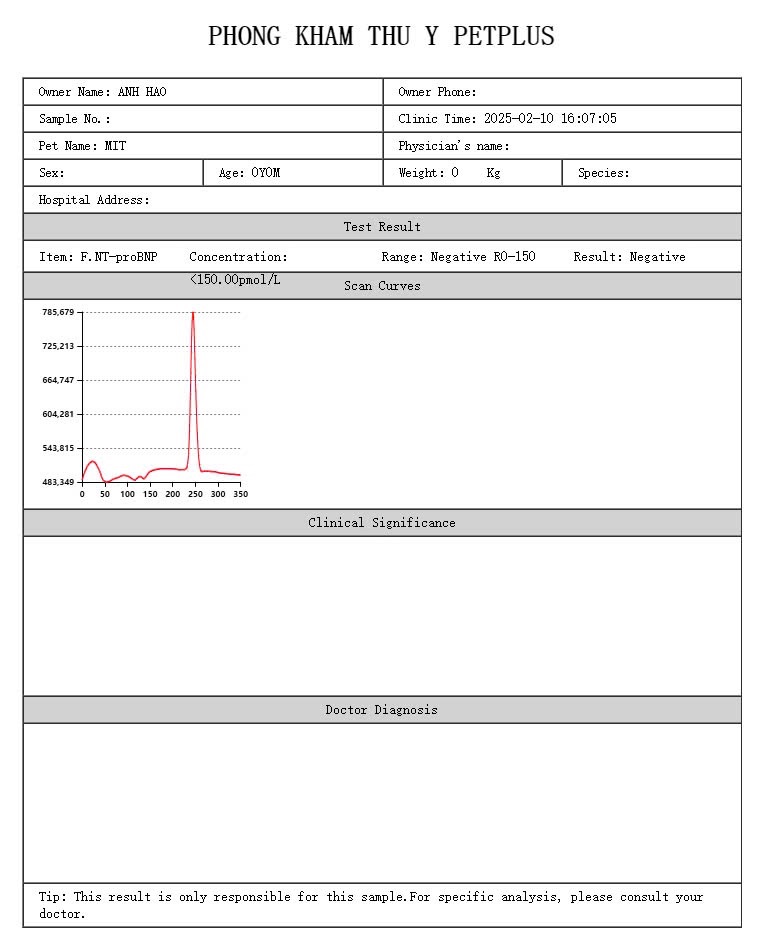 PHONG KHAM THU Y PETPLUS
Owner Name: ANH HAO
Owner Phone:
Sample No.:
Clinic Time: 2025-02-10 16:07:05
Pet Name: MIT
Physician's name:
Sex:
Age: 0Y0M
Weight: 0 Kg
Species:
Hospital Address:
Test Result
Item: F.NT-proBNP
Concentration:
<150.00pmol/L
Range: Negative R0-150
Result: Negative
Scan Curves
785,679
725,213
664,747
604,281
543,815
483,349
0 50 100 150 200 250 300 350
Clinical Significance
Doctor Diagnosis
Tip: This result is only responsible for this sample.For specific analysis, please consult your
doctor.